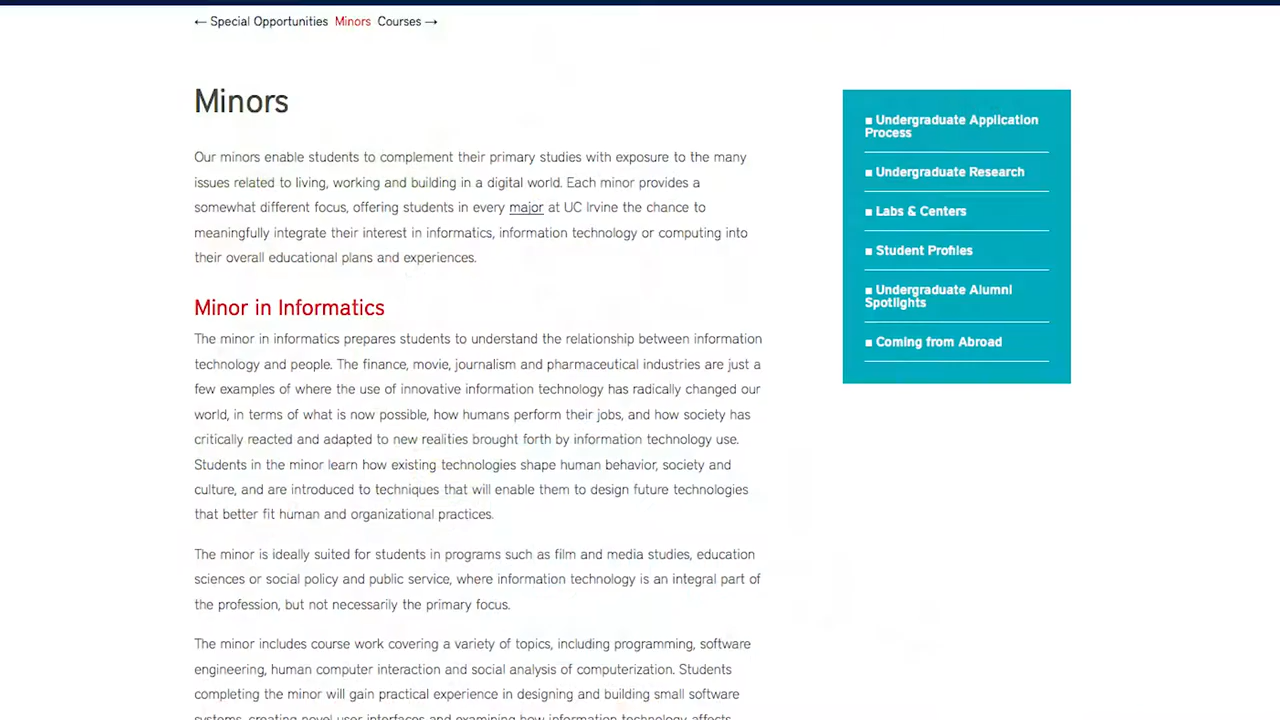 ← Special Opportunities Minors Courses →
Minors
Our minors enable students to complement their primary studies with exposure to the many
issues related to living, working and building in a digital world. Each minor provides a
somewhat different focus, offering students in every major at UC Irvine the chance to
meaningfully integrate their interest in informatics, information technology or computing into
their overall educational plans and experiences.
Minor in Informatics
The minor in informatics prepares students to understand the relationship between information
technology and people. The finance, movie, journalism and pharmaceutical industries are just a
few examples of where the use of innovative information technology has radically changed our
world, in terms of what is now possible, how humans perform their jobs, and how society has
critically reacted and adapted to new realities brought forth by information technology use.
Students in the minor learn how existing technologies shape human behavior, society and
culture, and are introduced to techniques that will enable them to design future technologies
that better fit human and organizational practices.
The minor is ideally suited for students in programs such as film and media studies, education
sciences or social policy and public service, where information technology is an integral part of
the profession, but not necessarily the primary focus.
The minor includes course work covering a variety of topics, including programming, software
engineering, human computer interaction and social analysis of computerization. Students
completing the minor will gain practical experience in designing and building small software
systems, creating novel user interfaces and examining how information technology affects
■ Undergraduate Application
Process
■ Undergraduate Research
■ Labs & Centers
■ Student Profiles
■ Undergraduate Alumni
Spotlights
■ Coming from Abroad